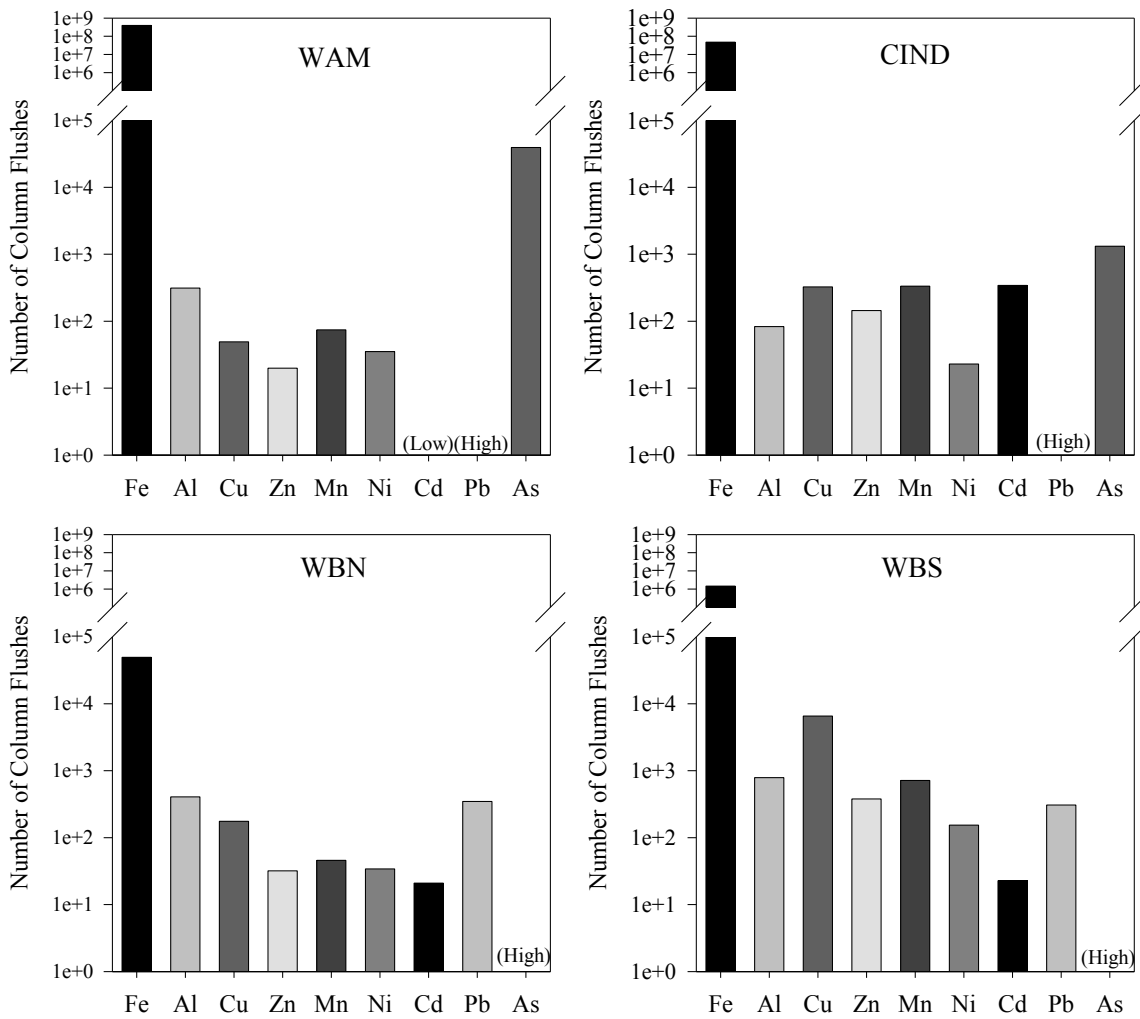 WAM
Number of Column Flushes
1e+9
1e+8
1e+7
1e+6
1e+5
1e+4
1e+3
1e+2
1e+1
1e+0
(Low)(High)
Fe Al Cu Zn Mn Ni Cd Pb As
CIND
Number of Column Flushes
1e+9
1e+8
1e+7
1e+6
1e+5
1e+4
1e+3
1e+2
1e+1
1e+0
(High)
Fe Al Cu Zn Mn Ni Cd Pb As
WBN
Number of Column Flushes
1e+9
1e+8
1e+7
1e+6
1e+5
1e+4
1e+3
1e+2
1e+1
1e+0
(High)
Fe Al Cu Zn Mn Ni Cd Pb As
WBS
Number of Column Flushes
1e+9
1e+8
1e+7
1e+6
1e+5
1e+4
1e+3
1e+2
1e+1
1e+0
(High)
Fe Al Cu Zn Mn Ni Cd Pb As